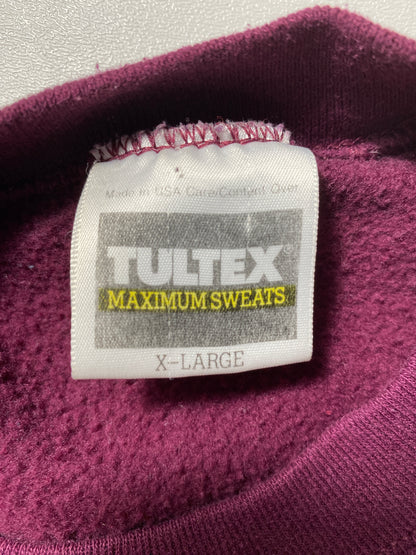 Made in USA Care/Content Over
TULTEX®
MAXIMUM SWEATS
X-LARGE